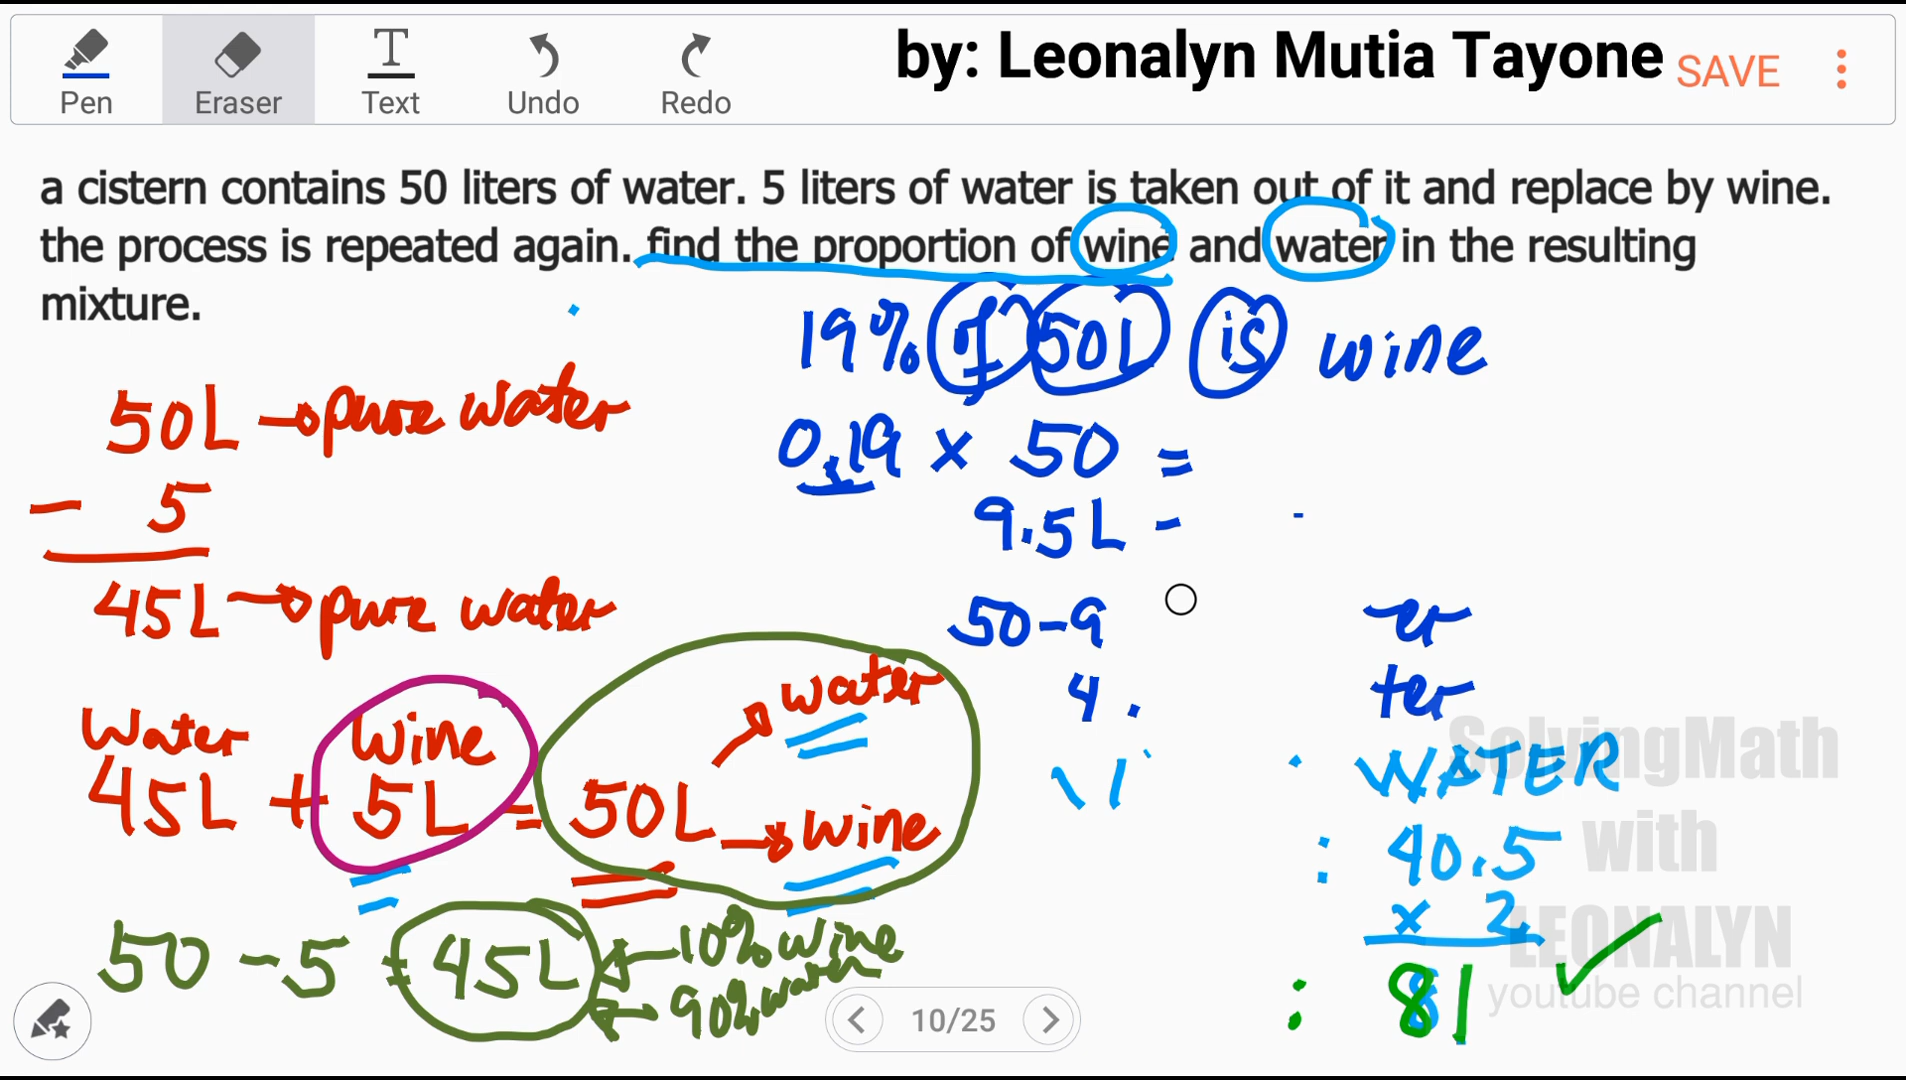 by: Leonalyn Mutia Tayone
SAVE
Pen
Eraser
Text
Undo
Redo
a cistern contains 50 liters of water. 5 liters of water is taken out of it and replace by wine.
the process is repeated again. find the proportion of wine and water in the resulting
mixture.
19% of 50L is wine
50L → pure water
0.19 × 50 =
- 5
9.5L -
45L → pure water
50-9
er
4.
ter
water
Water Wine
45L + 5L = 50L → wine
: WATER
: 40.5
× 2
: 81 ✓
50 - 5 = 45L ← 10% wine
← 90% water
10/25
SolvingMath
with
LEONALYN
youtube channel